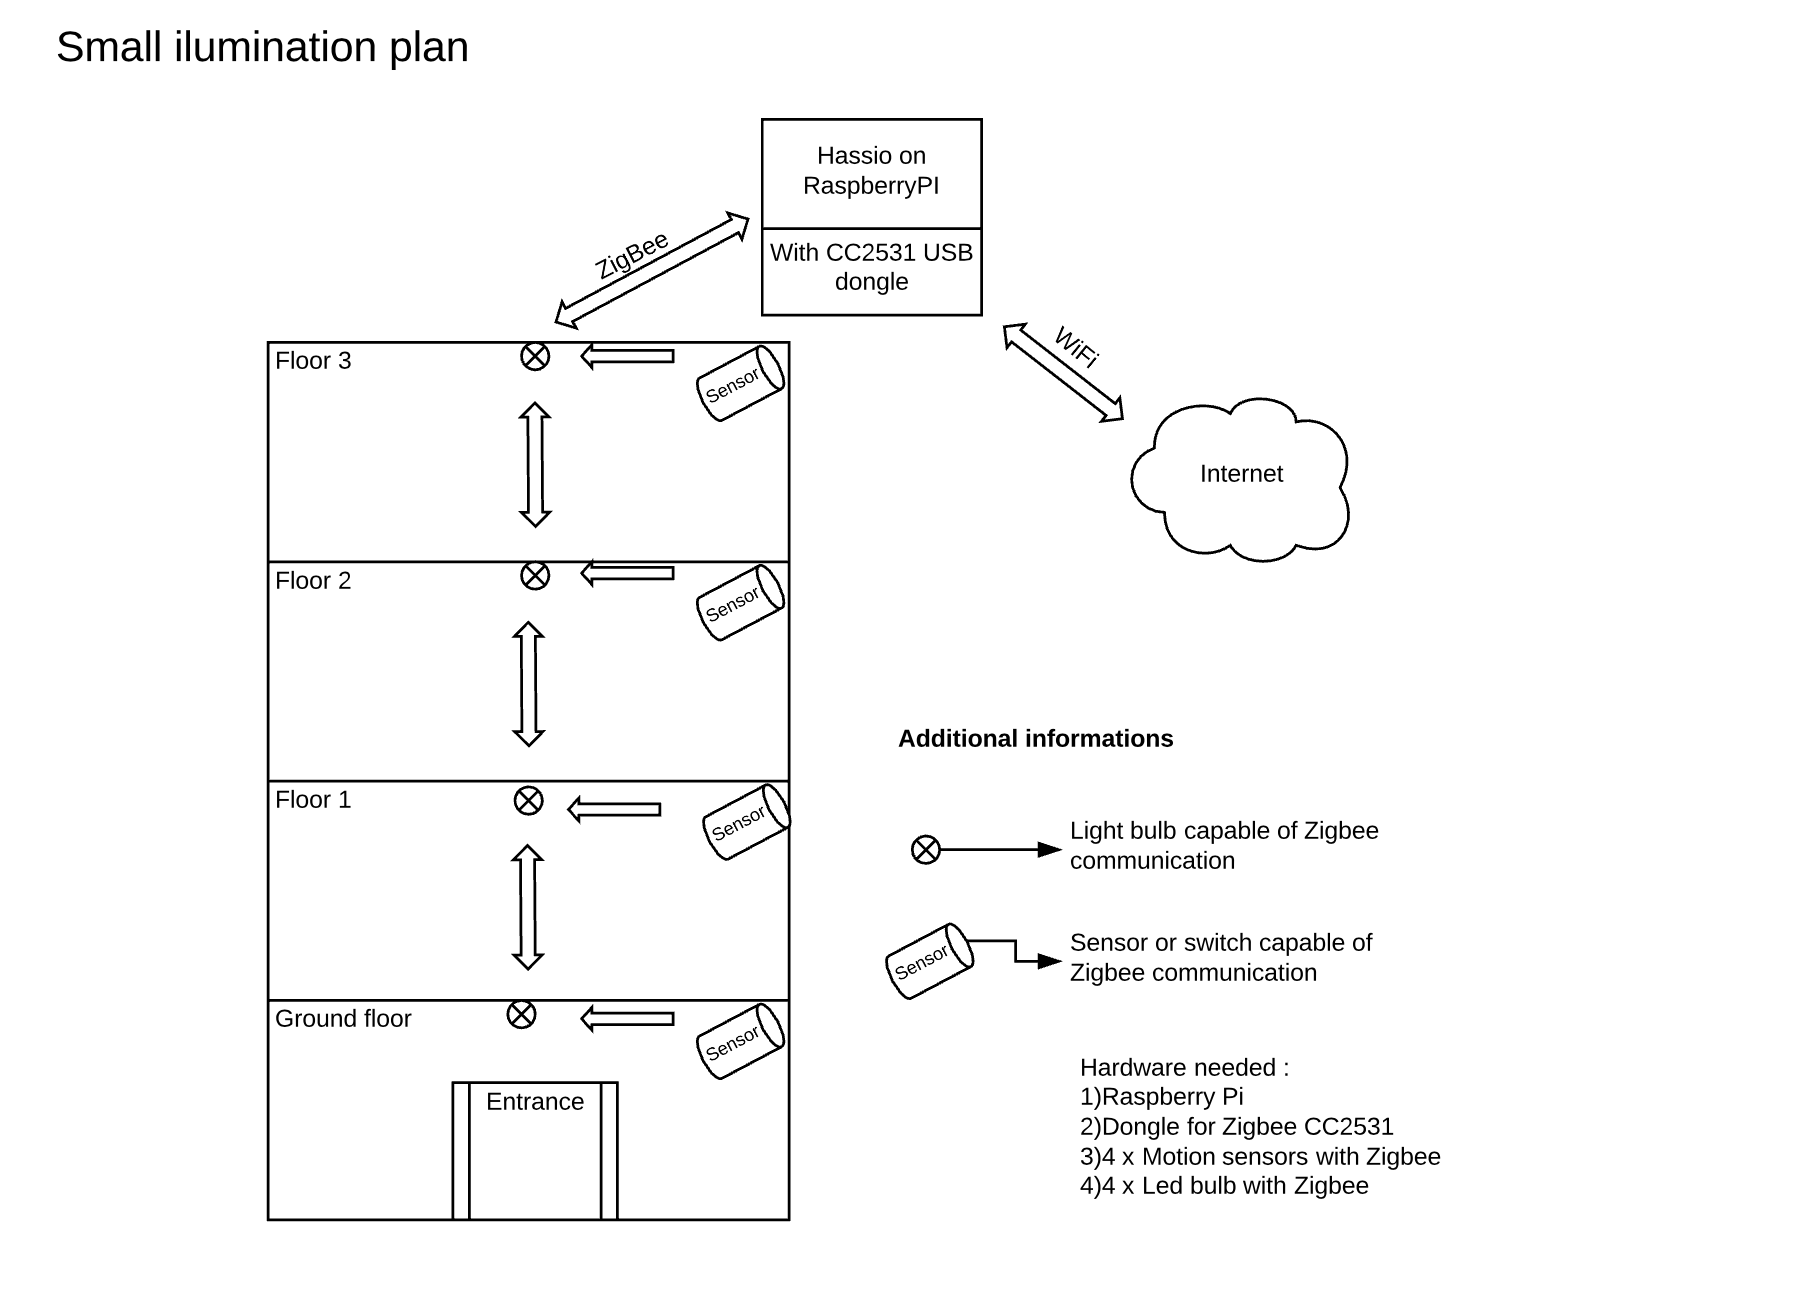 Small ilumination plan
Hassio on
RaspberryPI
With CC2531 USB
dongle
ZigBee
WiFi
Internet
Floor 3
Sensor
Floor 2
Sensor
Floor 1
Sensor
Ground floor
Sensor
Entrance
Additional informations
Light bulb capable of Zigbee
communication
Sensor
Sensor or switch capable of
Zigbee communication
Hardware needed :
1)Raspberry Pi
2)Dongle for Zigbee CC2531
3)4 x Motion sensors with Zigbee
4)4 x Led bulb with Zigbee